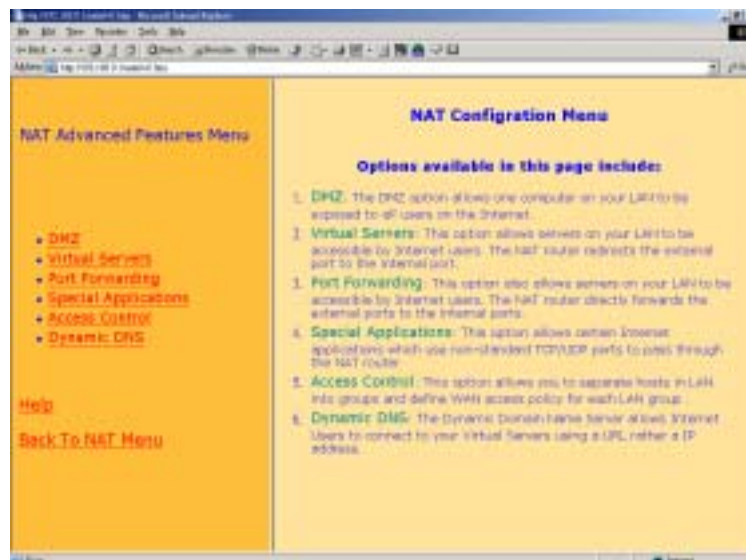 NAT Advanced Features Menu
DMZ
Virtual Servers
Port Forwarding
Special Applications
Access Control
Dynamic DNS
Help
Back To NAT Menu
NAT Configration Menu
Options available in this page include:
1. DMZ: The DMZ option allows one computer on your LAN to be
exposed to all users on the Internet.
2. Virtual Servers: This option allows servers on your LAN to be
accessible by Internet users. The NAT router redirects the external
port to the internal port.
3. Port Forwarding: This option also allows servers on your LAN to be
accessible by Internet users. The NAT router directly forwards the
external ports to the internal ports.
4. Special Applications: This option allows certain Internet
applications which use non-standard TCP/UDP ports to pass through
the NAT router.
5. Access Control: This option allows you to separate hosts in LAN
into groups and define WAN access policy for each LAN group.
6. Dynamic DNS: The Dynamic Domain Name Server allows Internet
Users to connect to your Virtual Servers using a URL rather a IP
address.